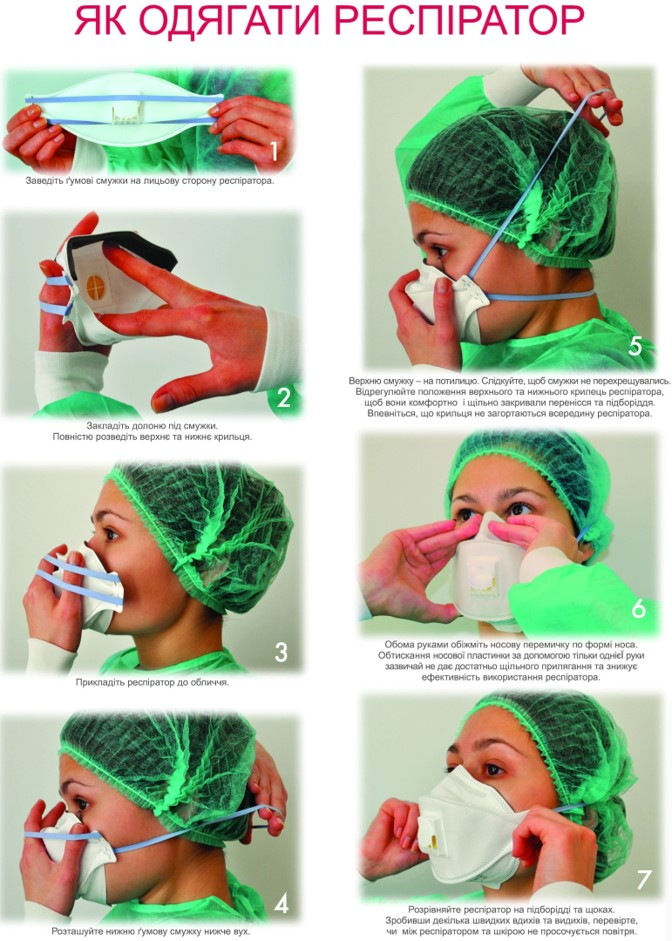 ЯК ОДЯГАТИ РЕСПІРАТОР
1
Заведіть ґумові смужки на лицьову сторону респіратора.
2
Закладіть долоню під смужки.
Повністю розведіть верхнє та нижнє крильця.
3
Прикладіть респіратор до обличчя.
4
Розташуйте нижню ґумову смужку нижче вух.
5
Верхню смужку – на потилицю. Слідкуйте, щоб смужки не перехрещувались.
Відрегулюйте положення верхнього та нижнього крилець респіратора,
щоб вони комфортно і щільно закривали перенісся та підборіддя.
Впевніться, що крильця не загортаються всередину респіратора.
6
Обома руками обіжміть носову перемичку по формі носа.
Обтискання носової пластинки за допомогою тільки однієї руки
зазвичай не дає достатньо щільного прилягання та знижує
ефективність використання респіратора.
7
Розрівняйте респіратор на підборідді та щоках.
Зробивши декілька швидких вдихів та видихів, перевірте,
чи між респіратором та шкірою не просочується повітря.